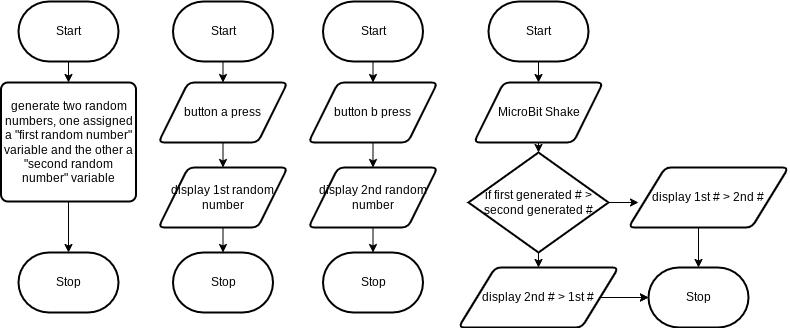 Start
generate two random
numbers, one assigned
a "first random number"
variable and the other a
"second random
number" variable
Stop
Start
button a press
display 1st random
number
Stop
Start
button b press
display 2nd random
number
Stop
Start
MicroBit Shake
if first generated # >
second generated #
display 1st # > 2nd #
display 2nd # > 1st #
Stop